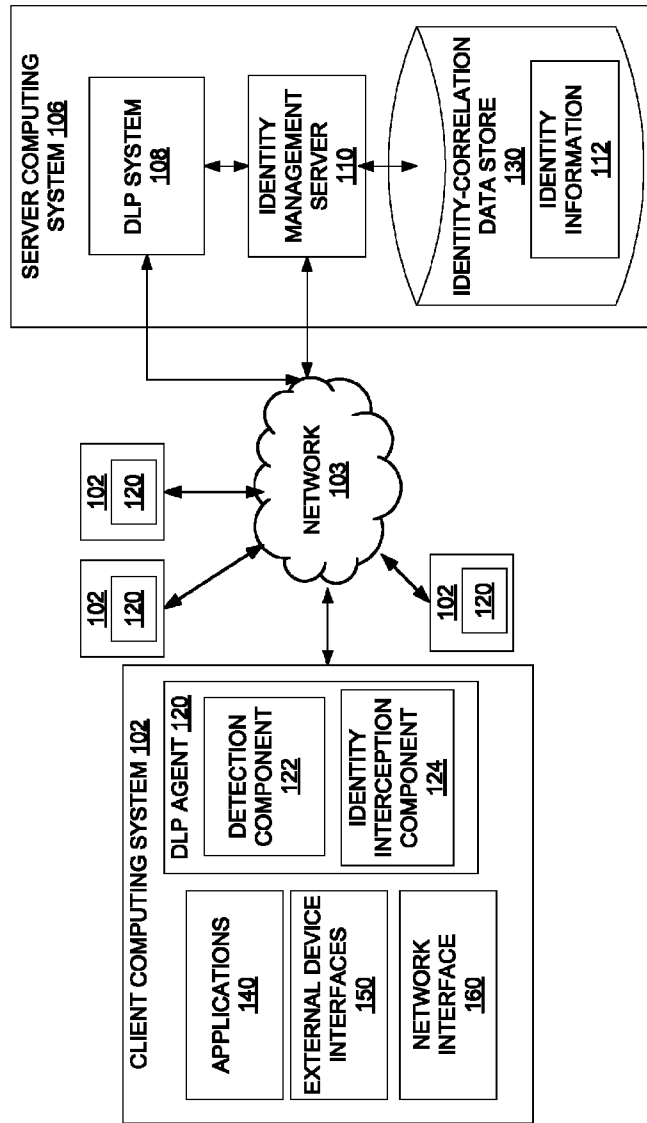 CLIENT COMPUTING SYSTEM 102
APPLICATIONS
140
EXTERNAL DEVICE
INTERFACES
150
NETWORK
INTERFACE
160
DLP AGENT 120
DETECTION
COMPONENT
122
IDENTITY
INTERCEPTION
COMPONENT
124
102
120
102
120
102
120
NETWORK
103
SERVER COMPUTING
SYSTEM 106
DLP SYSTEM
108
IDENTITY
MANAGEMENT
SERVER
110
IDENTITY-CORRELATION
DATA STORE
130
IDENTITY
INFORMATION
112